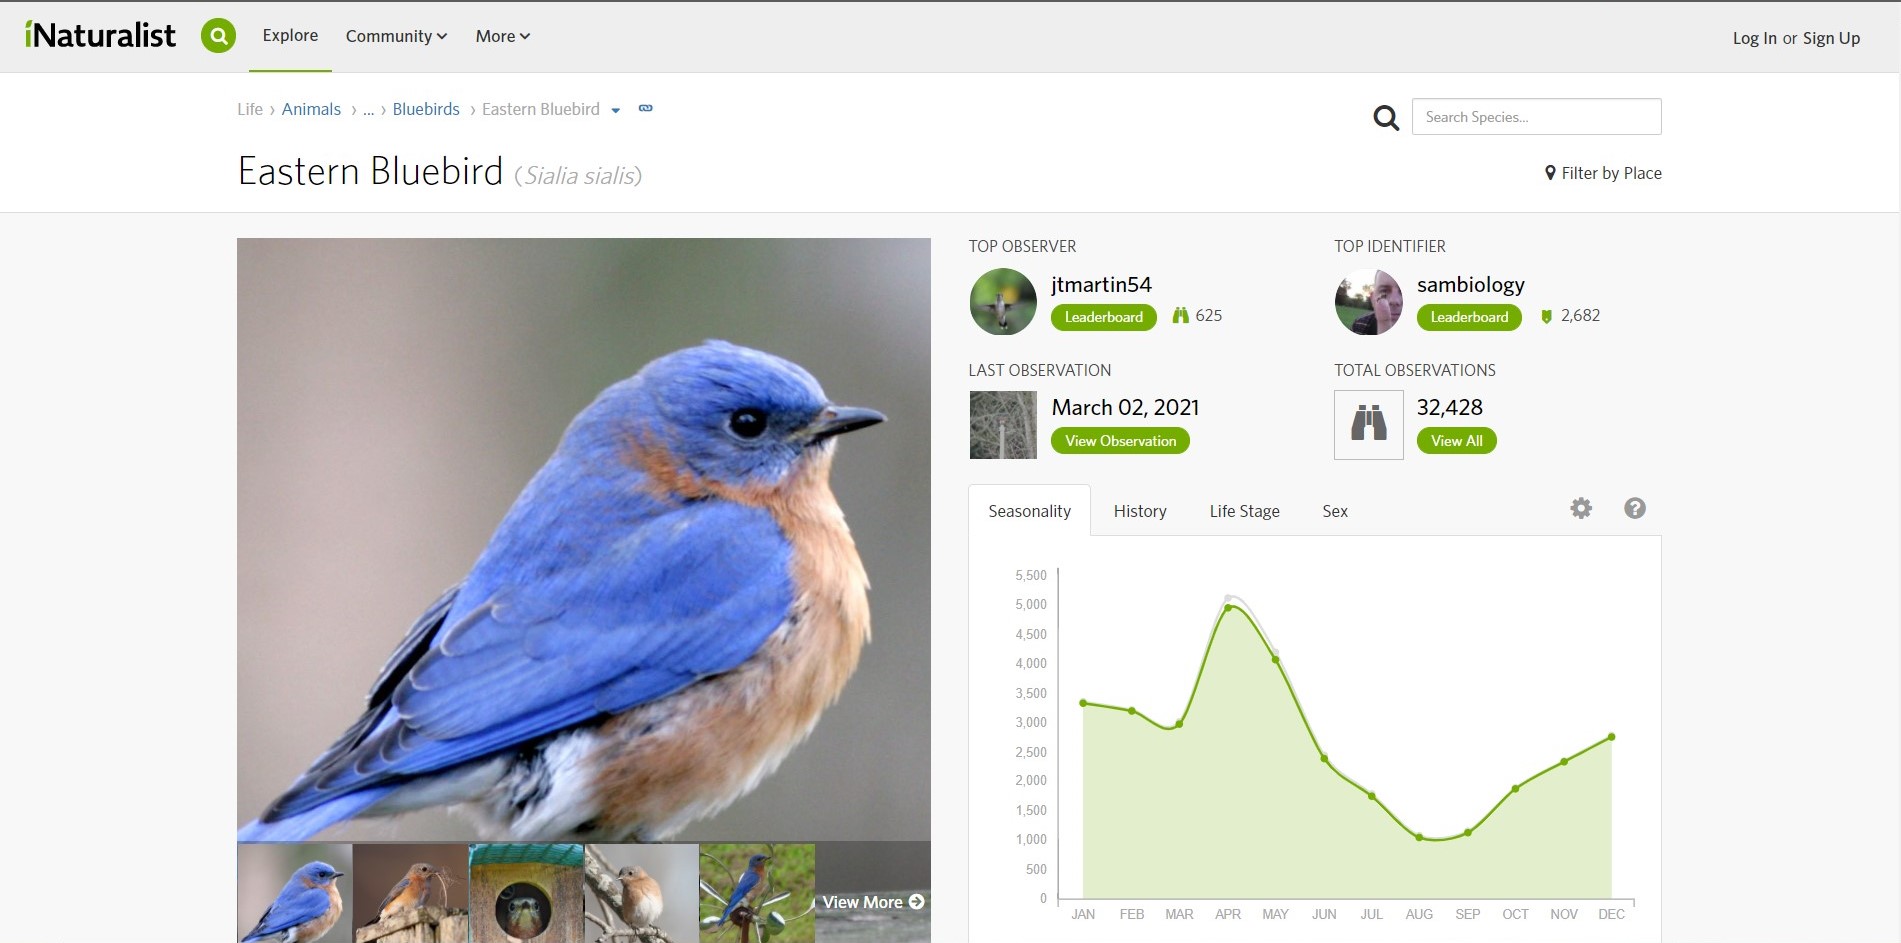 iNaturalist
Explore
Community
More
Log In or Sign Up
Life › Animals › ... › Bluebirds › Eastern Bluebird
Search Species...
Eastern Bluebird (Sialia sialis)
Filter by Place
TOP OBSERVER
jtmartin54
Leaderboard
625
TOP IDENTIFIER
sambiology
Leaderboard
2,682
LAST OBSERVATION
March 02, 2021
View Observation
TOTAL OBSERVATIONS
32,428
View All
Seasonality
History
Life Stage
Sex
?
5,500
5,000
4,500
4,000
3,500
3,000
2,500
2,000
1,500
1,000
500
0
JAN FEB MAR APR MAY JUN JUL AUG SEP OCT NOV DEC
View More